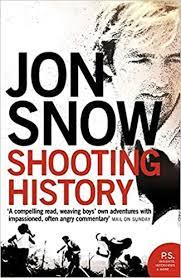 JON
SNOW
SHOOTING
HISTORY
'A compelling read, weaving boys' own adventures with
impassioned, often angry commentary' MAIL ON SUNDAY
P.S.